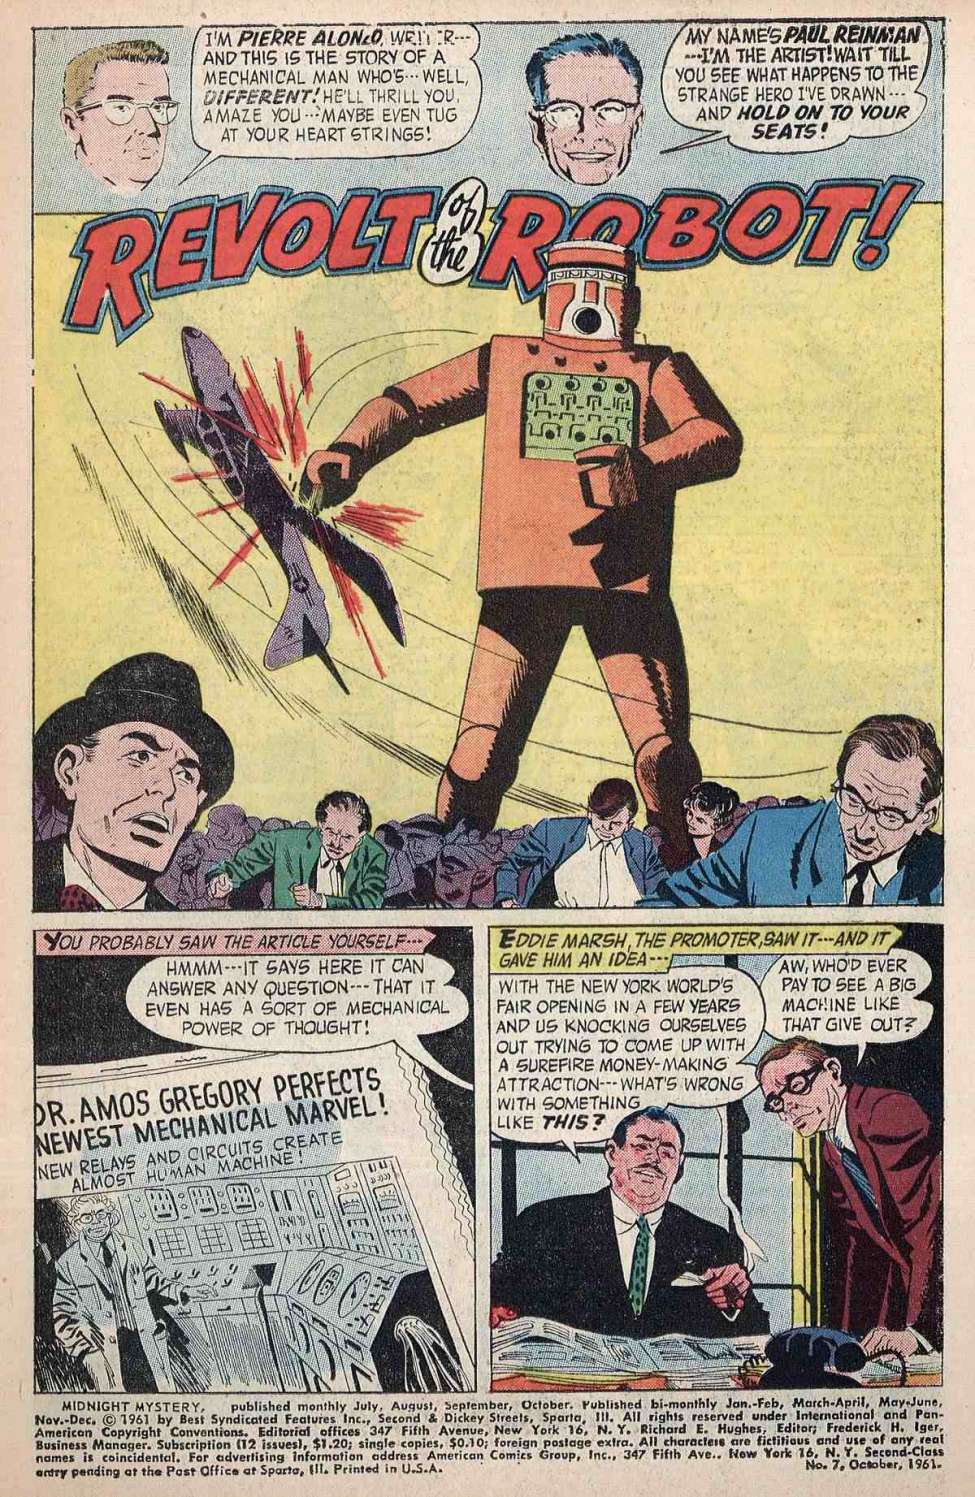 I'M PIERRE ALONZO, WRITER---
AND THIS IS THE STORY OF A
MECHANICAL MAN WHO'S--- WELL,
DIFFERENT! HE'LL THRILL YOU,
AMAZE YOU ---MAYBE EVEN TUG
AT YOUR HEART STRINGS!
MY NAME'S PAUL REINMAN
---I'M THE ARTIST! WAIT TILL
YOU SEE WHAT HAPPENS TO THE
STRANGE HERO I'VE DRAWN---
AND HOLD ON TO YOUR
SEATS!
REVOLT of the ROBOT!
YOU PROBABLY SAW THE ARTICLE YOURSELF---
HMMM---IT SAYS HERE IT CAN
ANSWER ANY QUESTION--- THAT IT
EVEN HAS A SORT OF MECHANICAL
POWER OF THOUGHT!
DR. AMOS GREGORY PERFECTS
NEWEST MECHANICAL MARVEL!
NEW RELAYS AND CIRCUITS CREATE
ALMOST HUMAN MACHINE!
EDDIE MARSH, THE PROMOTER, SAW IT---AND IT
GAVE HIM AN IDEA---
WITH THE NEW YORK WORLD'S
FAIR OPENING IN A FEW YEARS
AND US KNOCKING OURSELVES
OUT TRYING TO COME UP WITH
A SUREFIRE MONEY-MAKING
ATTRACTION---WHAT'S WRONG
WITH SOMETHING
LIKE THIS?
AW, WHO'D EVER
PAY TO SEE A BIG
MACHINE LIKE
THAT GIVE OUT?
MIDNIGHT MYSTERY, published monthly July, August, September, October. Published bi-monthly Jan.-Feb, March-April, May-June,
Nov.-Dec. © 1961 by Best Syndicated Features Inc., Second & Dickey Streets, Sparta, Ill. All rights reserved under International and Pan-
American Copyright Conventions. Editorial offices 347 Fifth Avenue, New York 16, N. Y. Richard E. Hughes, Editor; Frederick H. Iger,
Business Manager. Subscription (12 issues), $1.20; single copies, $0.10; foreign postage extra. All characters are fictitious and use of any real
names is coincidental. For advertising information address American Comics Group, Inc., 347 Fifth Ave.. New York 16, N. Y. Second-Class
entry pending at the Post Office at Sparta, Ill. Printed in U.S.A. No. 7, October, 1961.